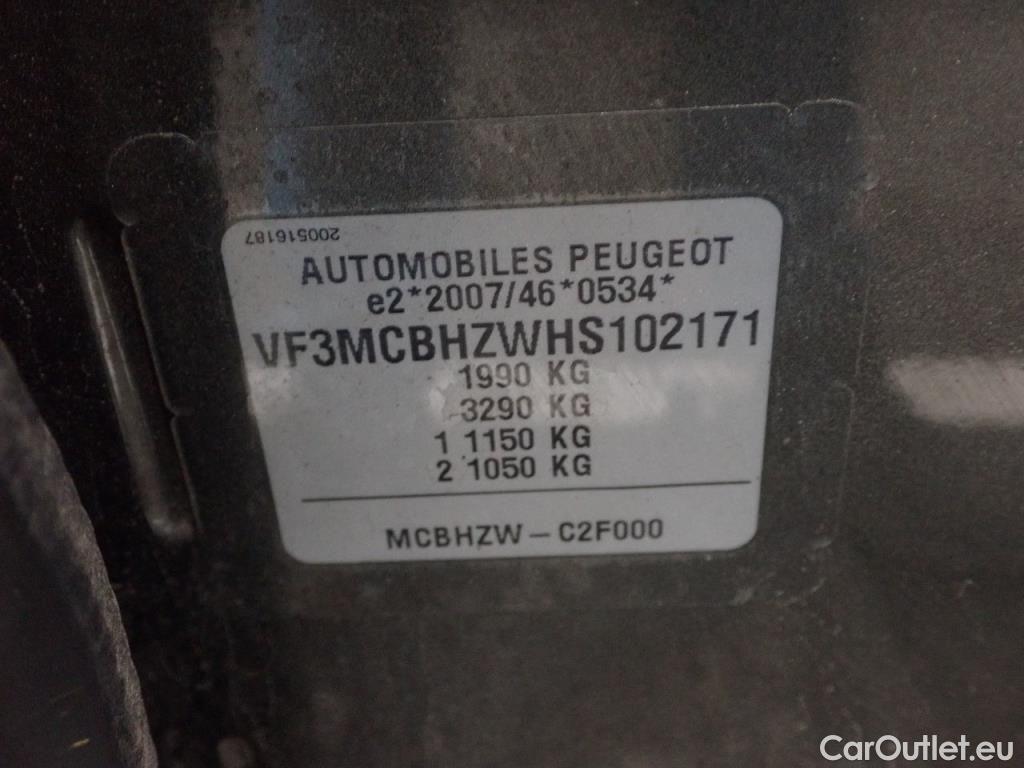 200516187
AUTOMOBILES PEUGEOT
e2*2007/46*0534*
VF3MCBHZWHS102171
1990 KG
3290 KG
1 1150 KG
2 1050 KG
MCBHZW – C2F000
CarOutlet.eu